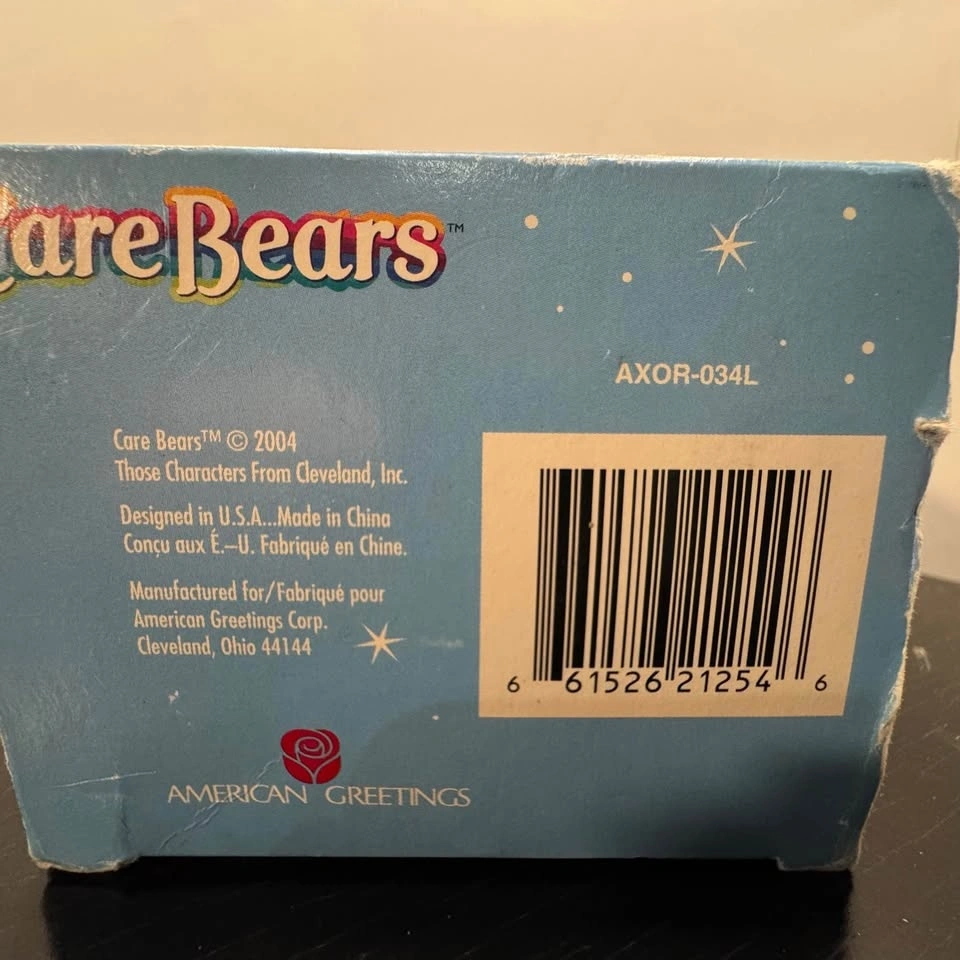 Care Bears™
AXOR-034L
Care Bears™ © 2004
Those Characters From Cleveland, Inc.
Designed in U.S.A...Made in China
Conçu aux É.–U. Fabriqué en Chine.
Manufactured for/Fabriqué pour
American Greetings Corp.
Cleveland, Ohio 44144
6 61526 21254 6
AMERICAN GREETINGS